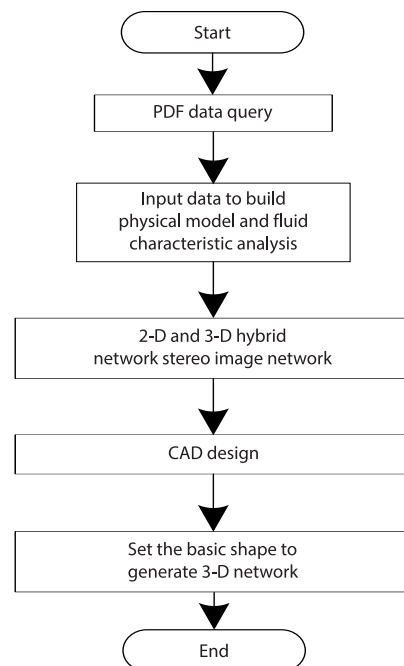 Start
PDF data query
Input data to build
physical model and fluid
characteristic analysis
2-D and 3-D hybrid
network stereo image network
CAD design
Set the basic shape to
generate 3-D network
End